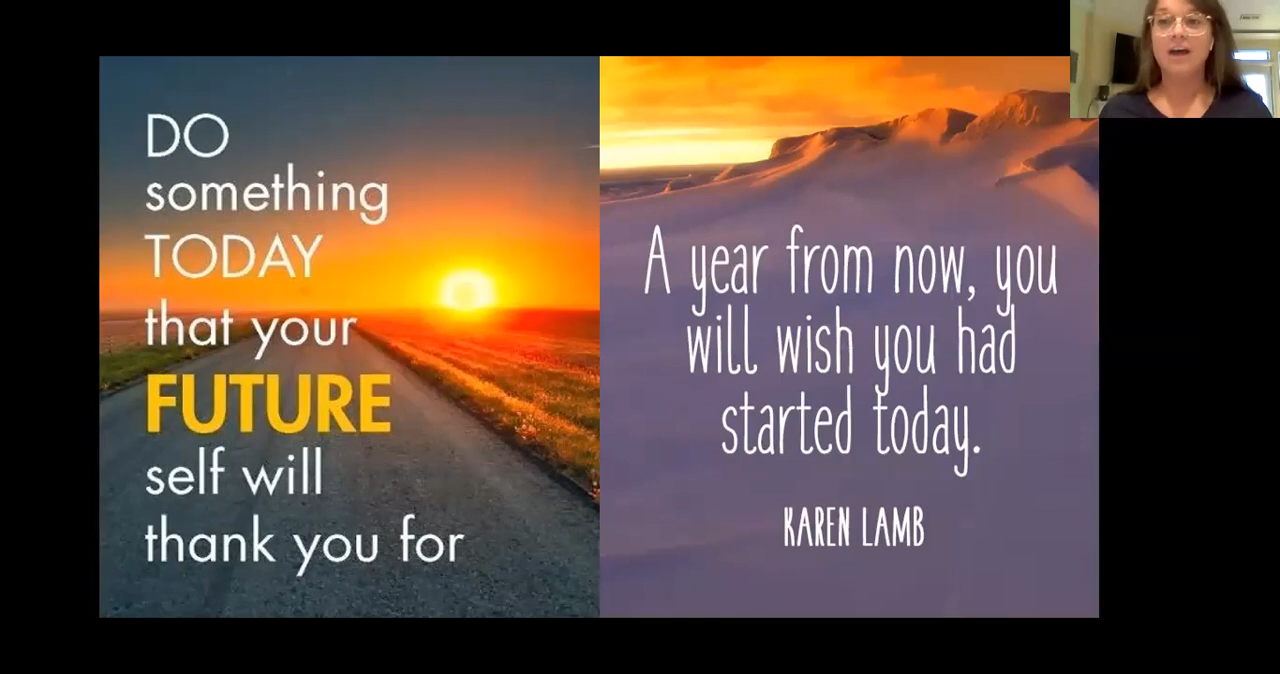 DO
something
TODAY
that your
FUTURE
self will
thank you for
A year from now, you
will wish you had
started today.
KAREN LAMB